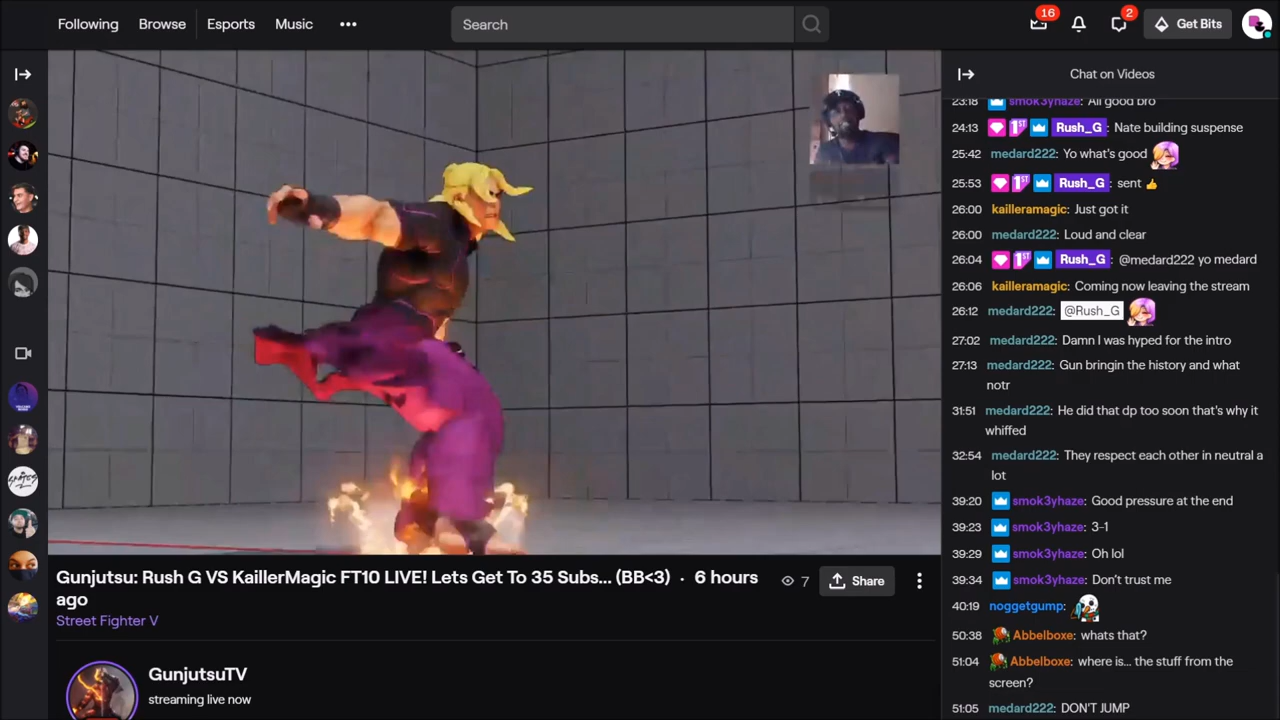 Following Browse Esports Music ••• Search 16 2 Get Bits
Chat on Videos
23:18 smok3yhaze: All good bro
24:13 1ST Rush_G: Nate building suspense
25:42 medard222: Yo what's good
25:53 1ST Rush_G: sent 👍
26:00 kailleramagic: Just got it
26:00 medard222: Loud and clear
26:04 1ST Rush_G: @medard222 yo medard
26:06 kailleramagic: Coming now leaving the stream
26:12 medard222: @Rush_G
27:02 medard222: Damn I was hyped for the intro
27:13 medard222: Gun bringin the history and what
notr
31:51 medard222: He did that dp too soon that's why it
whiffed
32:54 medard222: They respect each other in neutral a
lot
39:20 smok3yhaze: Good pressure at the end
39:23 smok3yhaze: 3-1
39:29 smok3yhaze: Oh lol
39:34 smok3yhaze: Don't trust me
40:19 noggetgump:
50:38 Abbelboxe: whats that?
51:04 Abbelboxe: where is... the stuff from the
screen?
51:05 medard222: DON'T JUMP
Gunjutsu: Rush G VS KaillerMagic FT10 LIVE! Lets Get To 35 Subs... (BB<3) · 6 hours
ago
7 Share
Street Fighter V
GunjutsuTV
streaming live now